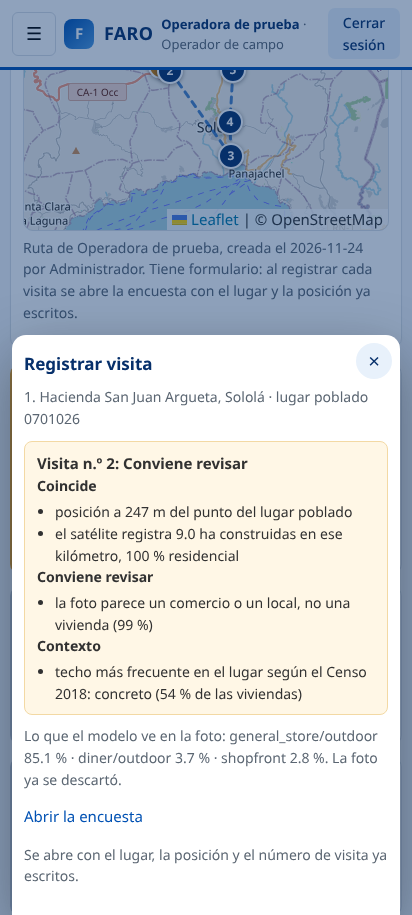 ☰ F FARO Operadora de prueba · Cerrar
Operador de campo sesión
2 5
CA-1 Occ
Sol 4
3
Panajachel
nta Clara
a Laguna
Leaflet | © OpenStreetMap
Ruta de Operadora de prueba, creada el 2026-11-24
por Administrador. Tiene formulario: al registrar cada
visita se abre la encuesta con el lugar y la posición ya
escritos.
Registrar visita ✕
1. Hacienda San Juan Argueta, Sololá · lugar poblado
0701026
Visita n.º 2: Conviene revisar
Coincide
• posición a 247 m del punto del lugar poblado
• el satélite registra 9.0 ha construidas en ese
kilómetro, 100 % residencial
Conviene revisar
• la foto parece un comercio o un local, no una
vivienda (99 %)
Contexto
• techo más frecuente en el lugar según el Censo
2018: concreto (54 % de las viviendas)
Lo que el modelo ve en la foto: general_store/outdoor
85.1 % · diner/outdoor 3.7 % · shopfront 2.8 %. La foto
ya se descartó.
Abrir la encuesta
Se abre con el lugar, la posición y el número de visita ya
escritos.